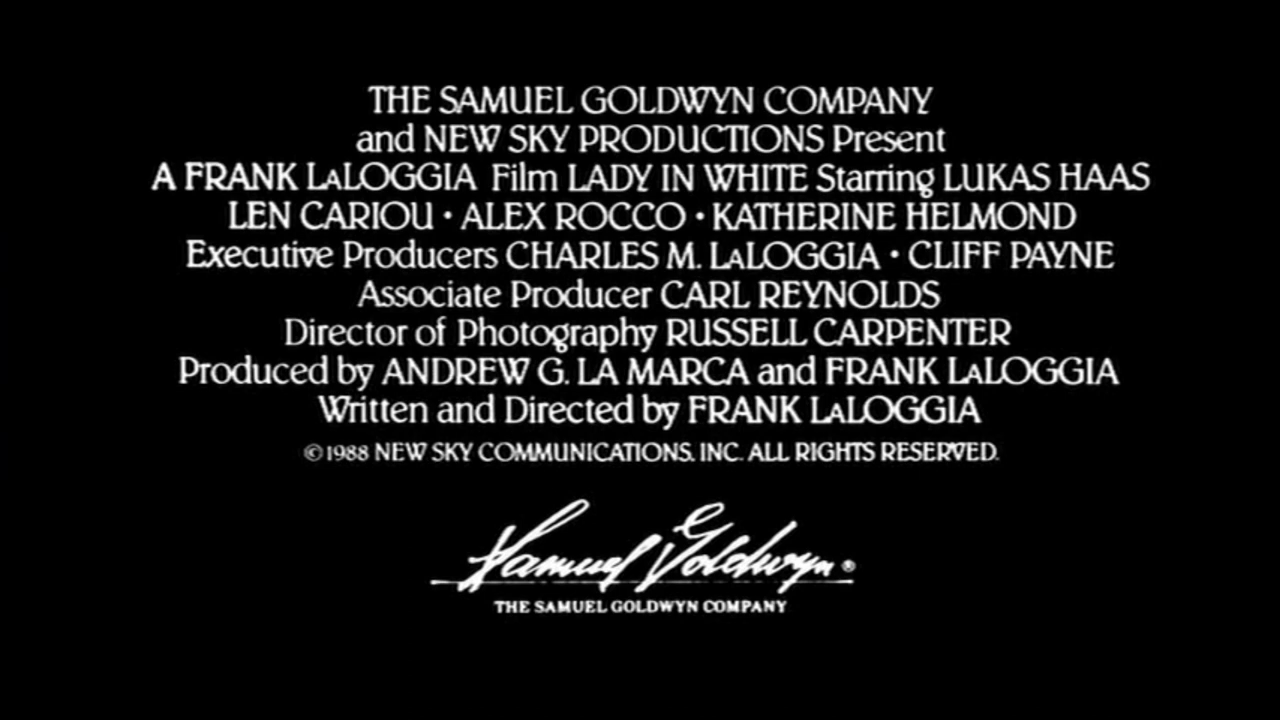 THE SAMUEL GOLDWYN COMPANY
and NEW SKY PRODUCTIONS Present
A FRANK LaLOGGIA Film LADY IN WHITE Starring LUKAS HAAS
LEN CARIOU • ALEX ROCCO • KATHERINE HELMOND
Executive Producers CHARLES M. LaLOGGIA • CLIFF PAYNE
Associate Producer CARL REYNOLDS
Director of Photography RUSSELL CARPENTER
Produced by ANDREW G. LA MARCA and FRANK LaLOGGIA
Written and Directed by FRANK LaLOGGIA
©1988 NEW SKY COMMUNICATIONS, INC. ALL RIGHTS RESERVED.
Samuel Goldwyn®
THE SAMUEL GOLDWYN COMPANY